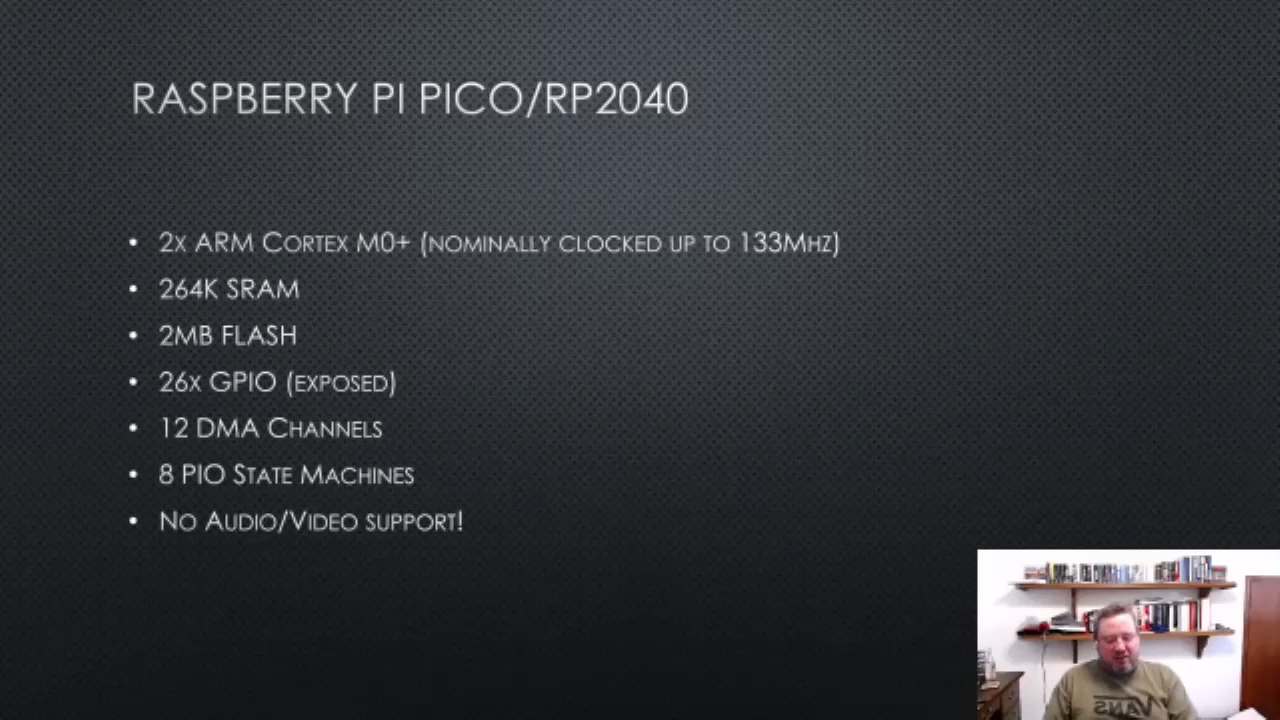 RASPBERRY PI PICO/RP2040
• 2x ARM Cortex M0+ (nominally clocked up to 133Mhz)
• 264K SRAM
• 2MB FLASH
• 26x GPIO (exposed)
• 12 DMA Channels
• 8 PIO State Machines
• No Audio/Video support!
VANS